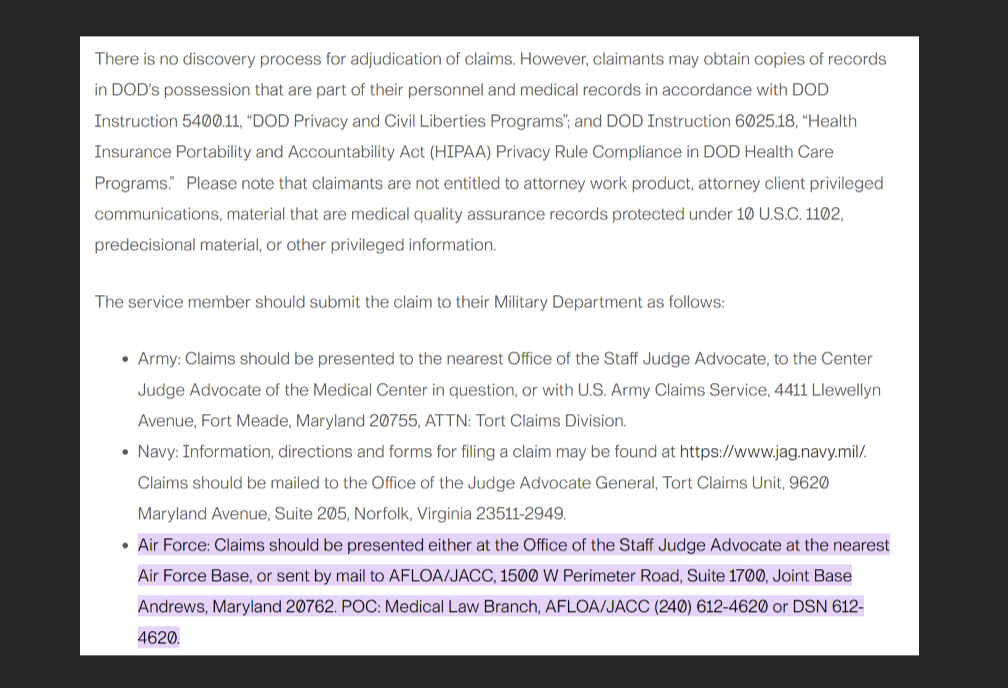 There is no discovery process for adjudication of claims. However, claimants may obtain copies of records
in DOD's possession that are part of their personnel and medical records in accordance with DOD
Instruction 5400.11, “DOD Privacy and Civil Liberties Programs”; and DOD Instruction 6025.18, “Health
Insurance Portability and Accountability Act (HIPAA) Privacy Rule Compliance in DOD Health Care
Programs.” Please note that claimants are not entitled to attorney work product, attorney client privileged
communications, material that are medical quality assurance records protected under 10 U.S.C. 1102,
predecisional material, or other privileged information.
The service member should submit the claim to their Military Department as follows:
• Army: Claims should be presented to the nearest Office of the Staff Judge Advocate, to the Center
Judge Advocate of the Medical Center in question, or with U.S. Army Claims Service, 4411 Llewellyn
Avenue, Fort Meade, Maryland 20755, ATTN: Tort Claims Division.
• Navy: Information, directions and forms for filing a claim may be found at https://www.jag.navy.mil/.
Claims should be mailed to the Office of the Judge Advocate General, Tort Claims Unit, 9620
Maryland Avenue, Suite 205, Norfolk, Virginia 23511-2949.
• Air Force: Claims should be presented either at the Office of the Staff Judge Advocate at the nearest
Air Force Base, or sent by mail to AFLOA/JACC, 1500 W Perimeter Road, Suite 1700, Joint Base
Andrews, Maryland 20762. POC: Medical Law Branch, AFLOA/JACC (240) 612-4620 or DSN 612-
4620.